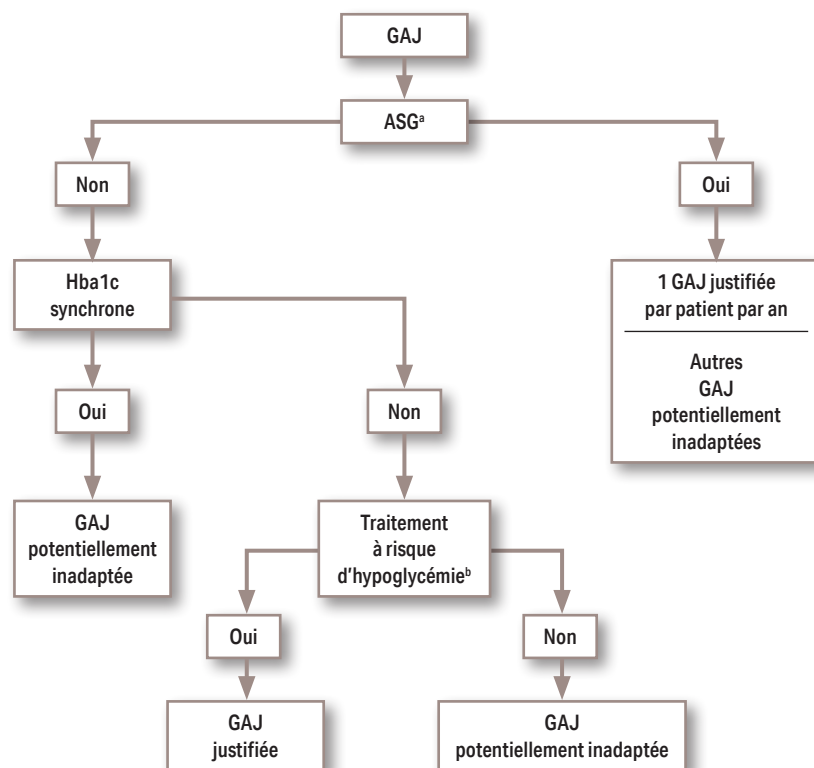 GAJ
ASGᵃ
Non
Oui
Hba1c
synchrone
1 GAJ justifiée
par patient par an
Autres
GAJ
potentiellement
inadaptées
Oui
Non
GAJ
potentiellement
inadaptée
Traitement
à risque
d'hypoglycémieᵇ
Oui
Non
GAJ
justifiée
GAJ
potentiellement inadaptée